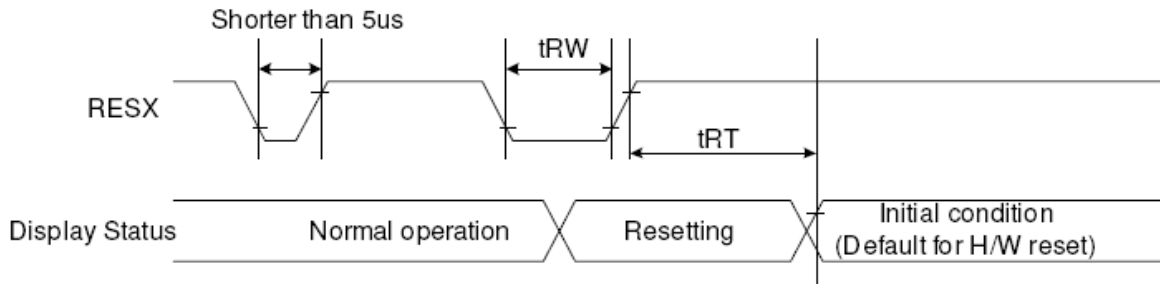 Shorter than 5us
tRW
RESX
tRT
Display Status
Normal operation
Resetting
Initial condition
(Default for H/W reset)